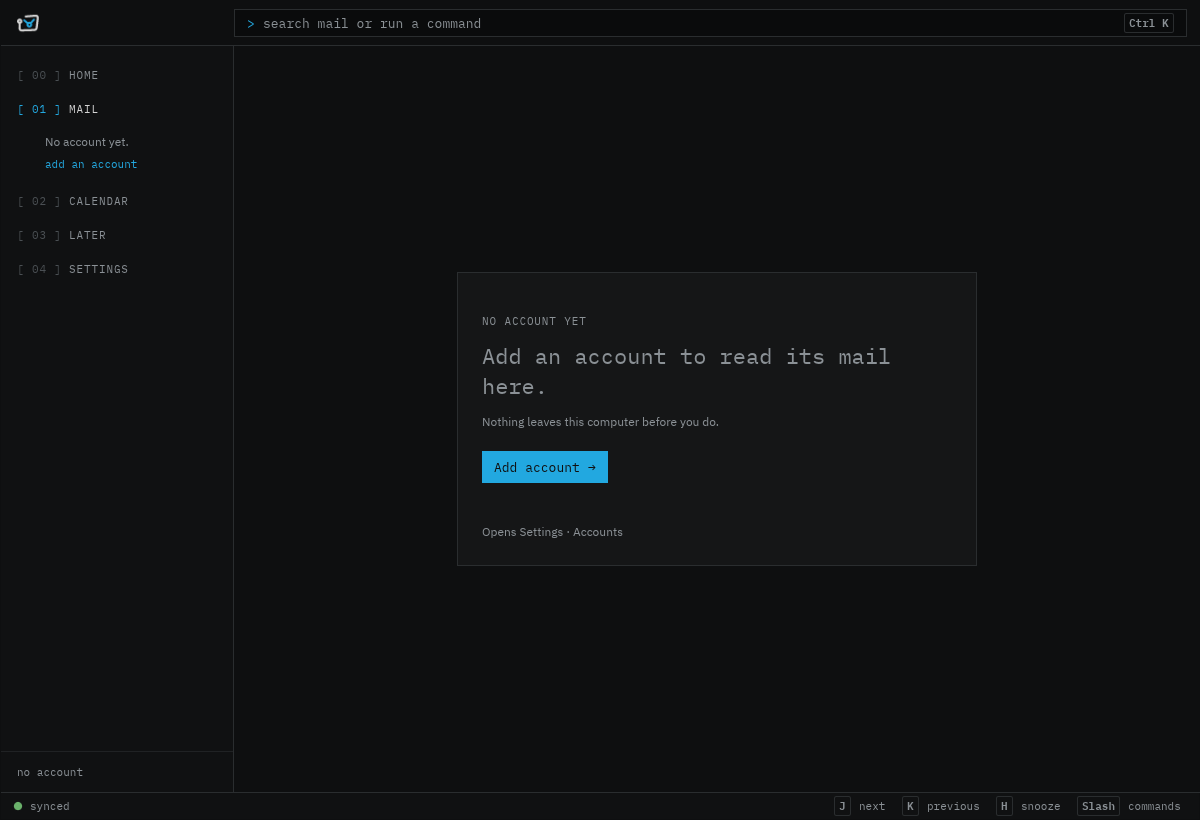 > search mail or run a command Ctrl K
[ 00 ] HOME
[ 01 ] MAIL
No account yet.
add an account
[ 02 ] CALENDAR
[ 03 ] LATER
[ 04 ] SETTINGS
NO ACCOUNT YET
Add an account to read its mail
here.
Nothing leaves this computer before you do.
Add account →
Opens Settings · Accounts
no account
synced J next K previous H snooze Slash commands